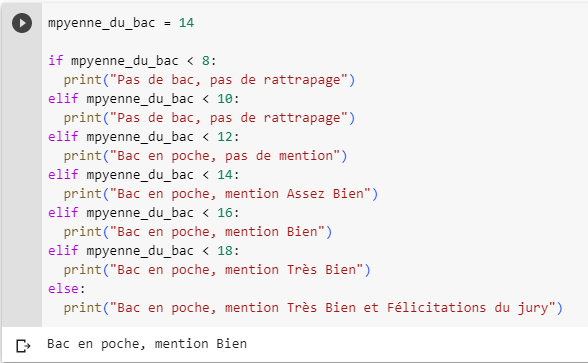 mpyenne_du_bac = 14
if mpyenne_du_bac < 8:
print("Pas de bac, pas de rattrapage")
elif mpyenne_du_bac < 10:
print("Pas de bac, pas de rattrapage")
elif mpyenne_du_bac < 12:
print("Bac en poche, pas de mention")
elif mpyenne_du_bac < 14:
print("Bac en poche, mention Assez Bien")
elif mpyenne_du_bac < 16:
print("Bac en poche, mention Bien")
elif mpyenne_du_bac < 18:
print("Bac en poche, mention Très Bien")
else:
print("Bac en poche, mention Très Bien et Félicitations du jury")
Bac en poche, mention Bien